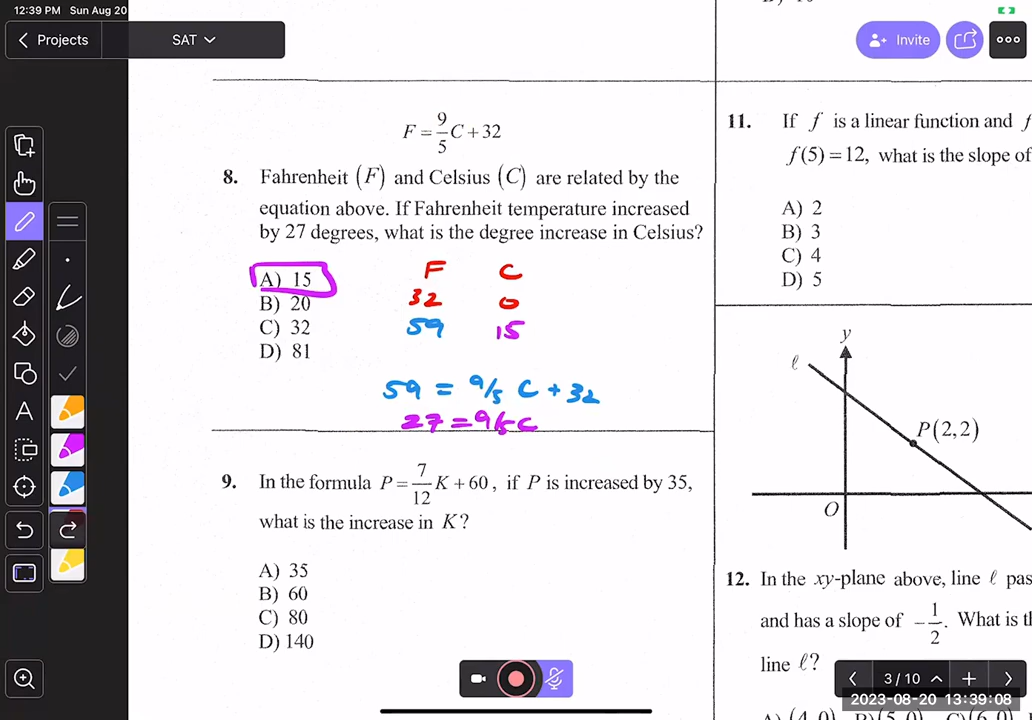 12:39 PM Sun Aug 20
Projects
SAT
Invite
F = 9/5 C + 32
8. Fahrenheit (F) and Celsius (C) are related by the
equation above. If Fahrenheit temperature increased
by 27 degrees, what is the degree increase in Celsius?
A) 15
B) 20
C) 32
D) 81
F C
32 0
59 15
59 = 9/5 C + 32
27 = 9/5 C
9. In the formula P = 7/12 K + 60, if P is increased by 35,
what is the increase in K?
A) 35
B) 60
C) 80
D) 140
11. If f is a linear function and f
f(5) = 12, what is the slope of
A) 2
B) 3
C) 4
D) 5
y
ℓ
P(2,2)
O
12. In the xy-plane above, line ℓ pas
and has a slope of -1/2. What is th
line ℓ?
A
3 / 10
2023-08-20 13:39:08